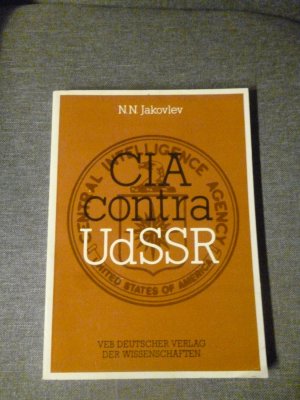 N. N. Jakovlev
CENTRAL INTELLIGENCE AGENCY
CIA
contra
UdSSR
UNITED STATES OF AMERICA
VEB DEUTSCHER VERLAG
DER WISSENSCHAFTEN